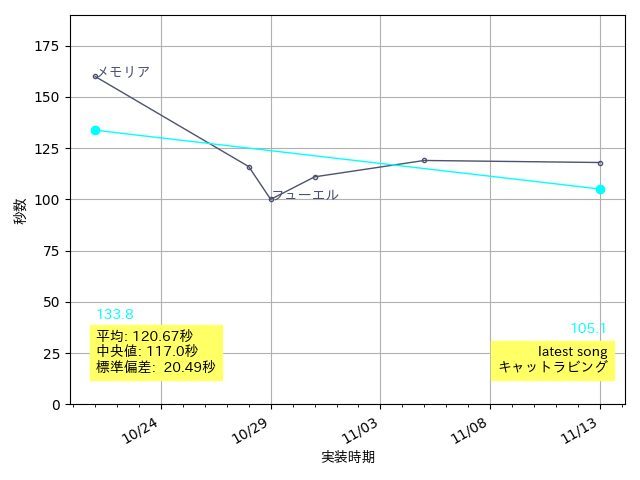 175
150
125
100
75
50
25
0
秒数
メモリア
フューエル
133.8
平均: 120.67秒
中央値: 117.0秒
標準偏差: 20.49秒
105.1
latest song
キャットラビング
10/24
10/29
11/03
11/08
11/13
実装時期